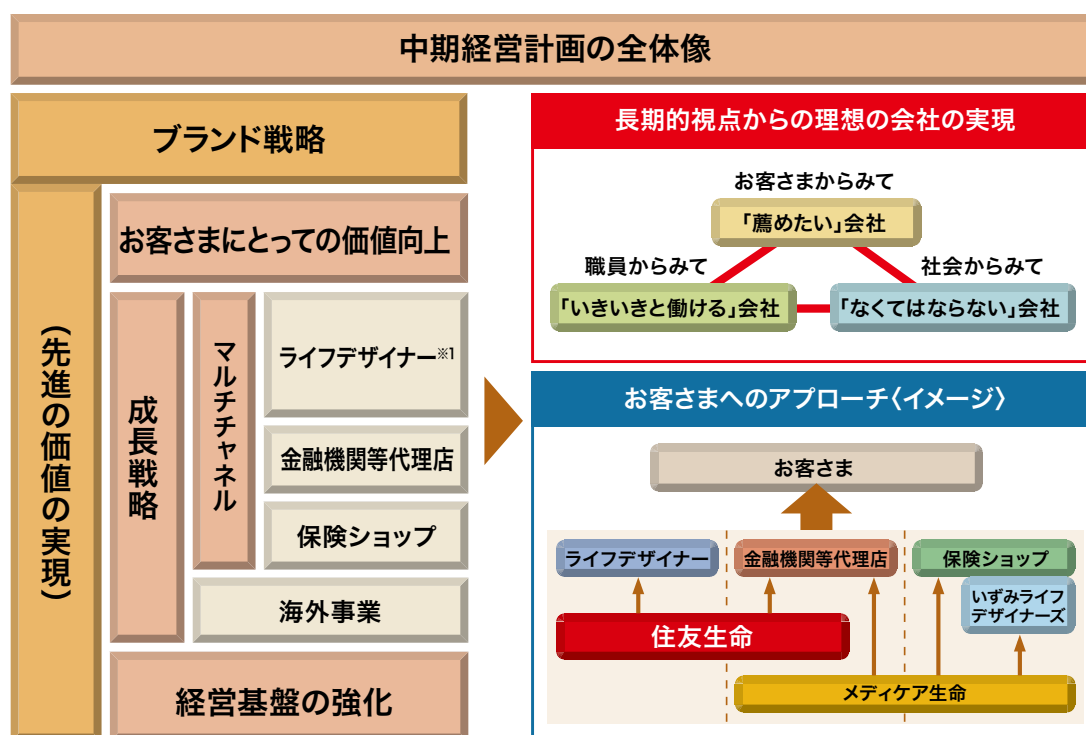 中期経営計画の全体像
ブランド戦略
(先進の価値の実現)
お客さまにとっての価値向上
成長戦略
マルチチャネル
ライフデザイナー※1
金融機関等代理店
保険ショップ
海外事業
経営基盤の強化
長期的視点からの理想の会社の実現
お客さまからみて
「薦めたい」会社
職員からみて
「いきいきと働ける」会社
社会からみて
「なくてはならない」会社
お客さまへのアプローチ〈イメージ〉
お客さま
ライフデザイナー
金融機関等代理店
保険ショップ
いずみライフ
デザイナーズ
住友生命
メディケア生命